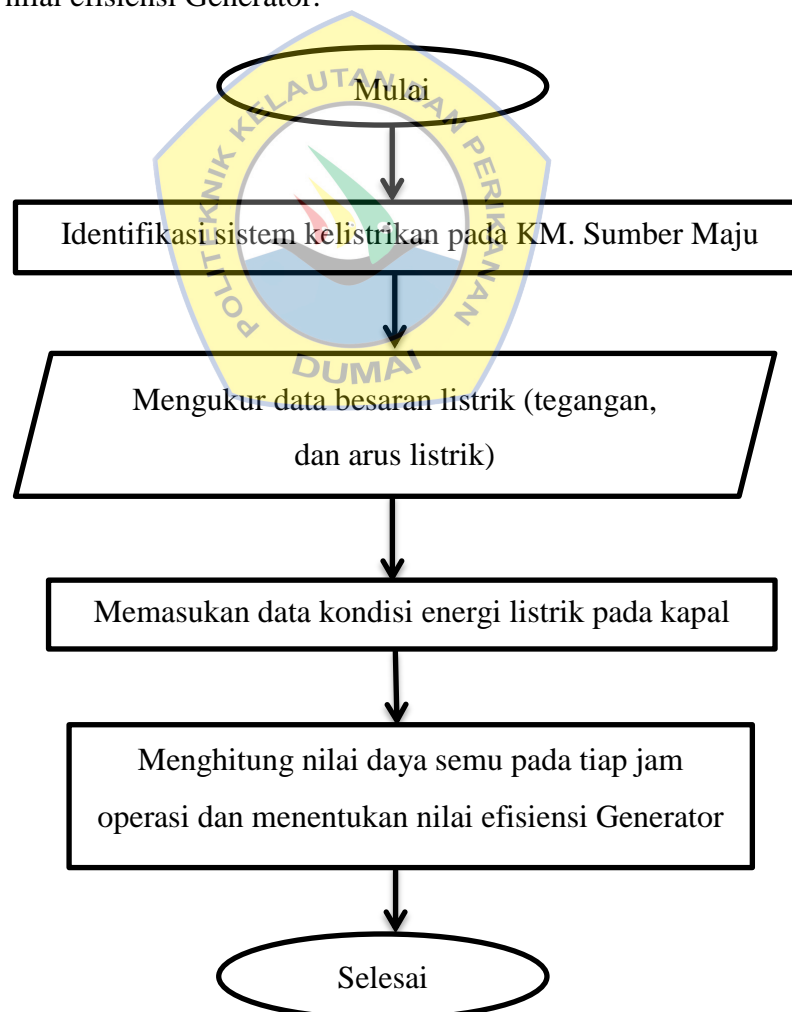 nilai efisiensi Generator.
Mulai
POLITEKNIK KELAUTAN DAN PERIKANAN
DUMAI
Identifikasi sistem kelistrikan pada KM. Sumber Maju
Mengukur data besaran listrik (tegangan,
dan arus listrik)
Memasukan data kondisi energi listrik pada kapal
Menghitung nilai daya semu pada tiap jam
operasi dan menentukan nilai efisiensi Generator
Selesai